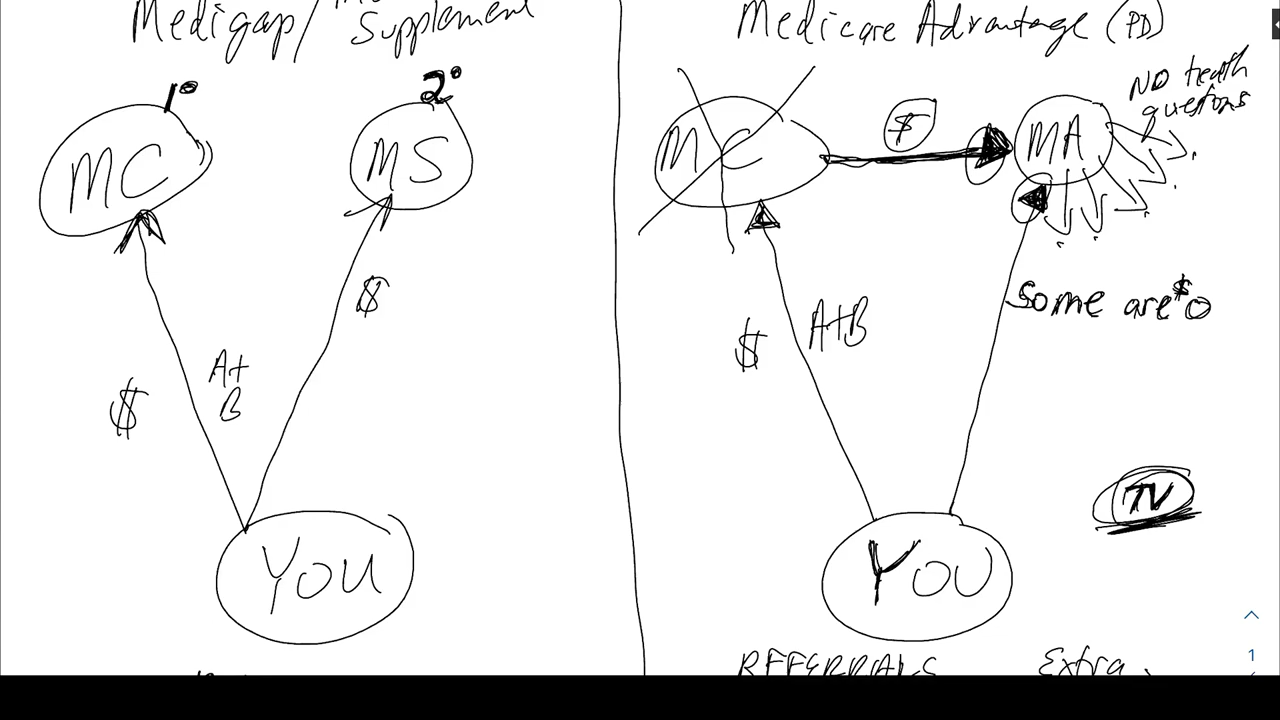 Medigap/
Supplement
1°
2°
MC
MS
$
A+
B
$
YOU
Medicare Advantage (PD)
NO health
questions
MC
$
MA
Some are $0
$
A+B
TV
YOU
REFERRALS
Extra
1